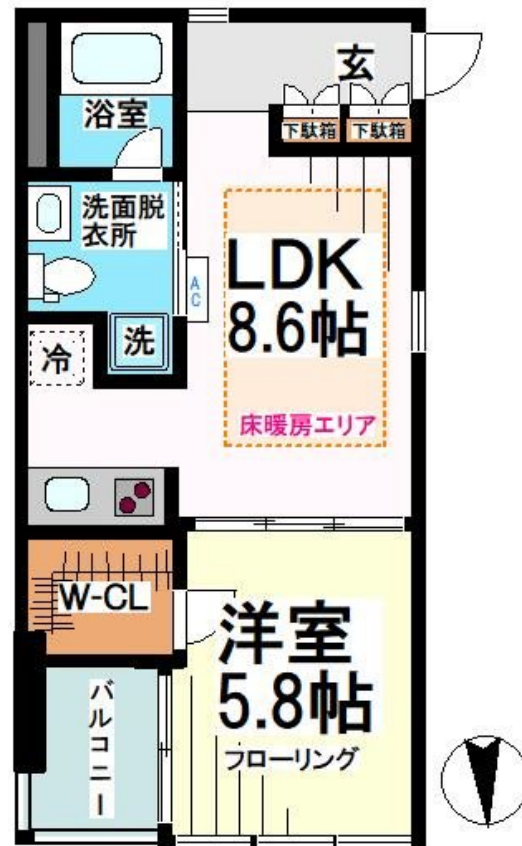 玄
浴室
下駄箱
下駄箱
洗面脱
衣所
AC
LDK
8.6帖
冷
洗
床暖房エリア
W-CL
洋室
5.8帖
フローリング
バルコニー